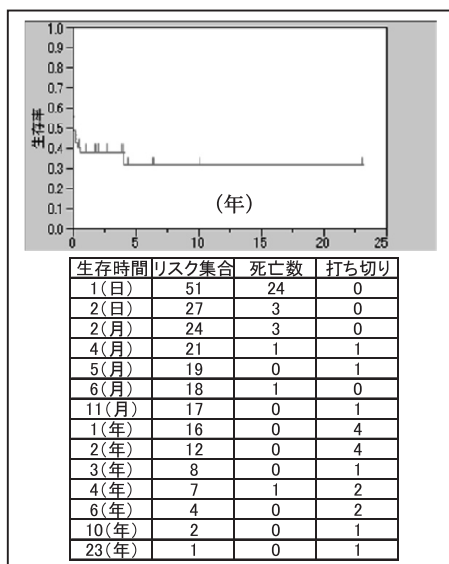 1.0
0.9
0.8
0.7
0.6
0.5
0.4
0.3
0.2
0.1
0.0
生存率
(年)
0 5 10 15 20 25
生存時間 リスク集合 死亡数 打ち切り
1(日) 51 24 0
2(日) 27 3 0
2(月) 24 3 0
4(月) 21 1 1
5(月) 19 0 1
6(月) 18 1 0
11(月) 17 0 1
1(年) 16 0 4
2(年) 12 0 4
3(年) 8 0 1
4(年) 7 1 2
6(年) 4 0 2
10(年) 2 0 1
23(年) 1 0 1